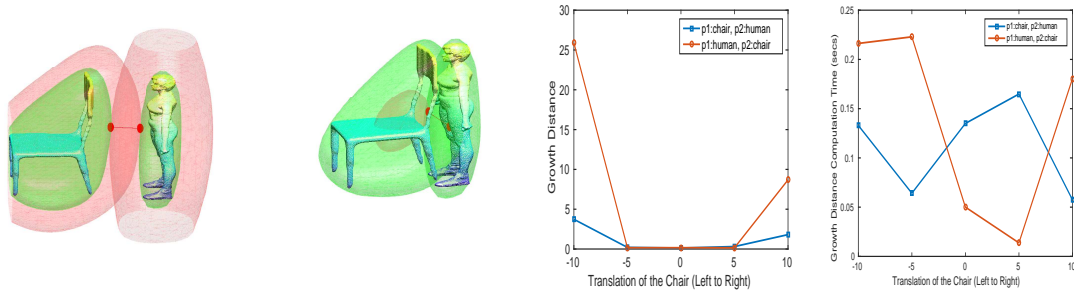 p1:chair, p2:human
p1:human, p2:chair
Growth Distance
30
25
20
15
10
5
0
-10 -5 0 5 10
Translation of the Chair (Left to Right)
p1:chair, p2:human
p1:human, p2:chair
Growth Distance Computation Time (secs)
0.25
0.2
0.15
0.1
0.05
0
-10 -5 0 5 10
Translation of the Chair (Left to Right)